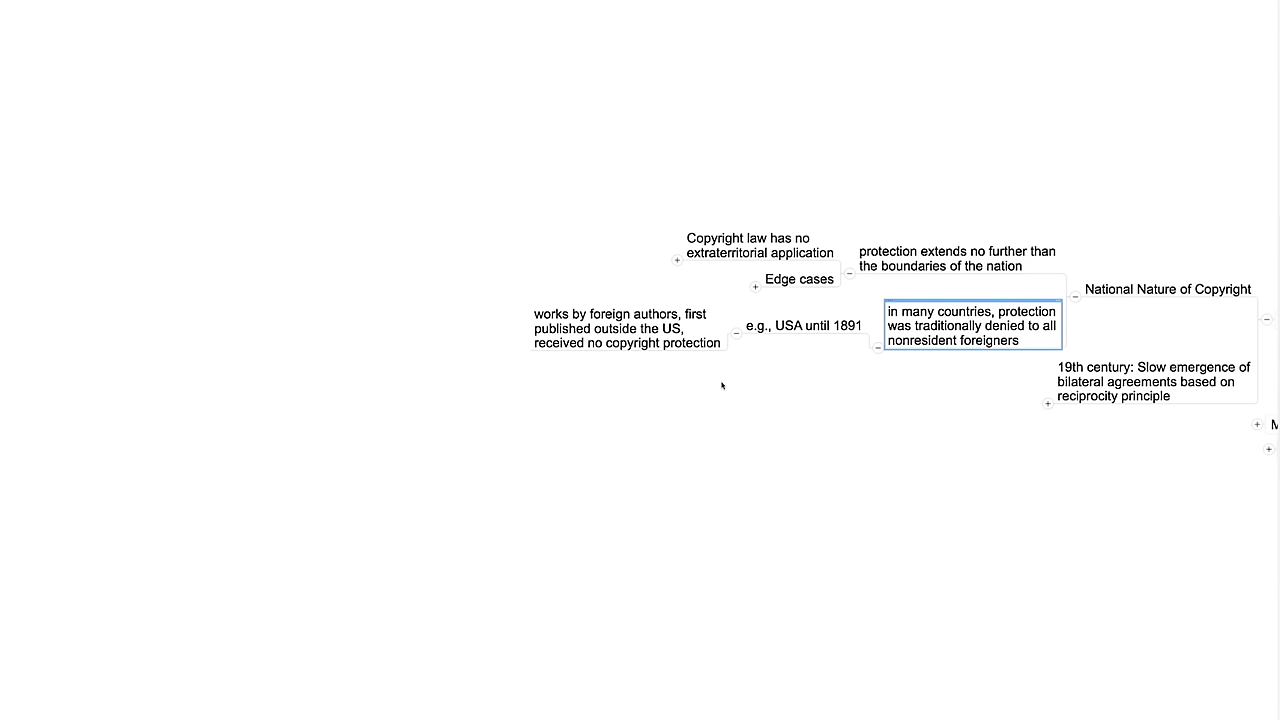 Copyright law has no
extraterritorial application
Edge cases
protection extends no further than
the boundaries of the nation
National Nature of Copyright
works by foreign authors, first
published outside the US,
received no copyright protection
e.g., USA until 1891
in many countries, protection
was traditionally denied to all
nonresident foreigners
19th century: Slow emergence of
bilateral agreements based on
reciprocity principle